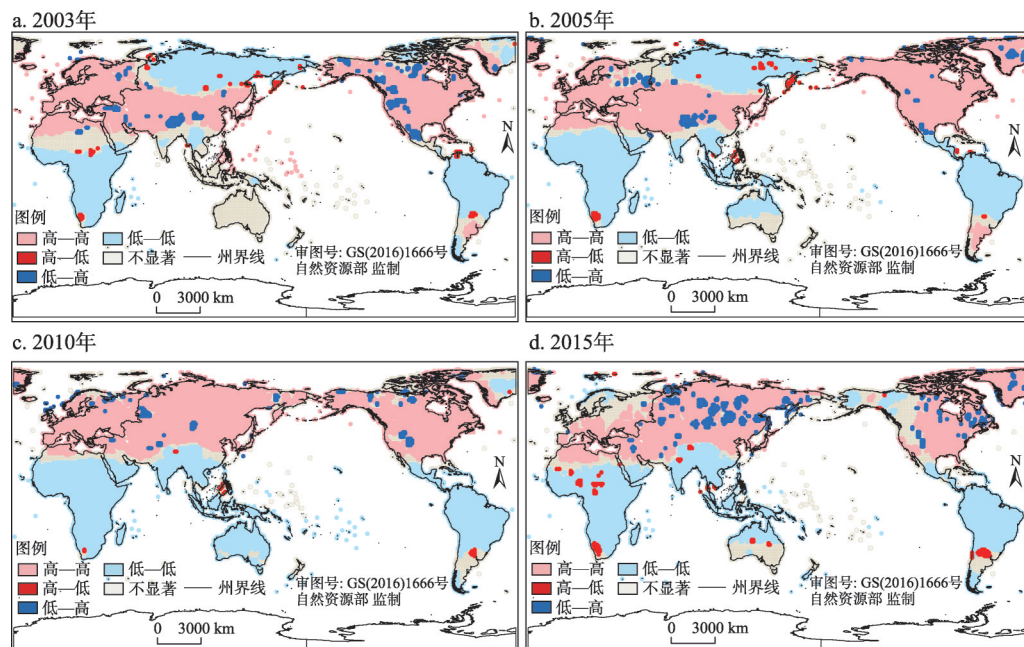 a. 2003年
N
图例
高—高
低—低
高—低
不显著
州界线
低—高
审图号: GS(2016)1666号
自然资源部 监制
0 3000 km
b. 2005年
N
图例
高—高
低—低
高—低
不显著
州界线
低—高
审图号: GS(2016)1666号
自然资源部 监制
0 3000 km
c. 2010年
N
图例
高—高
低—低
高—低
不显著
州界线
低—高
审图号: GS(2016)1666号
自然资源部 监制
0 3000 km
d. 2015年
N
图例
高—高
低—低
高—低
不显著
州界线
低—高
审图号: GS(2016)1666号
自然资源部 监制
0 3000 km